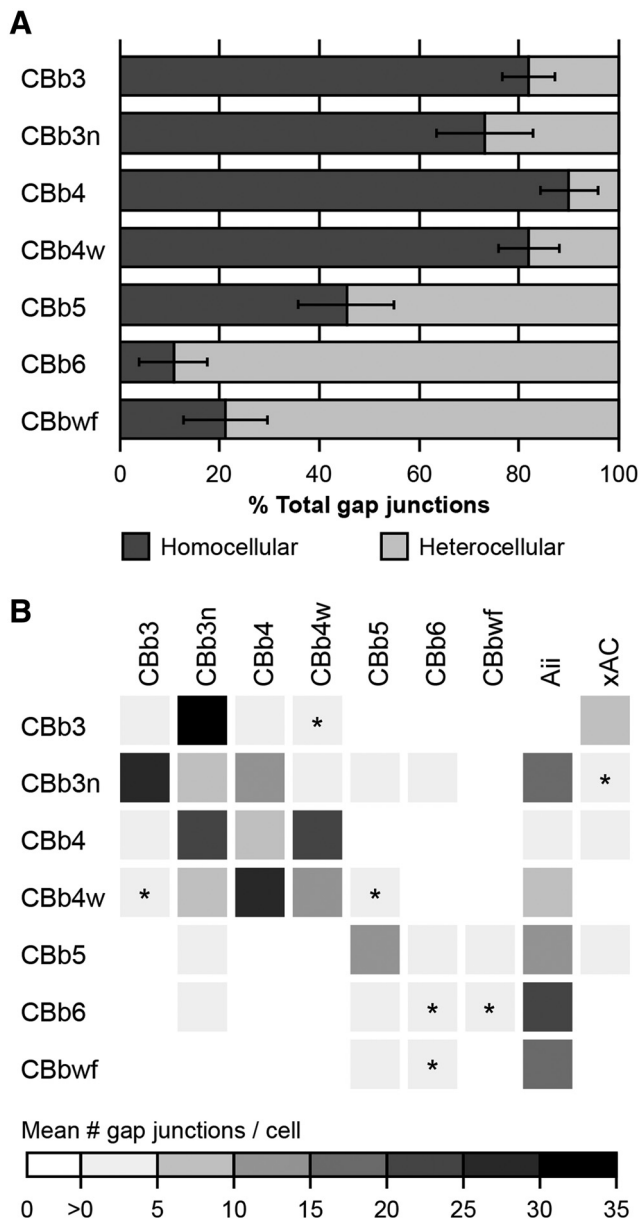 A
CBb3
CBb3n
CBb4
CBb4w
CBb5
CBb6
CBbwf
0 20 40 60 80 100
% Total gap junctions
Homocellular Heterocellular
B
CBb3 CBb3n CBb4 CBb4w CBb5 CBb6 CBbwf Aii xAC
CBb3 *
CBb3n *
CBb4
CBb4w * *
CBb5
CBb6 * *
CBbwf *
Mean # gap junctions / cell
0 >0 5 10 15 20 25 30 35